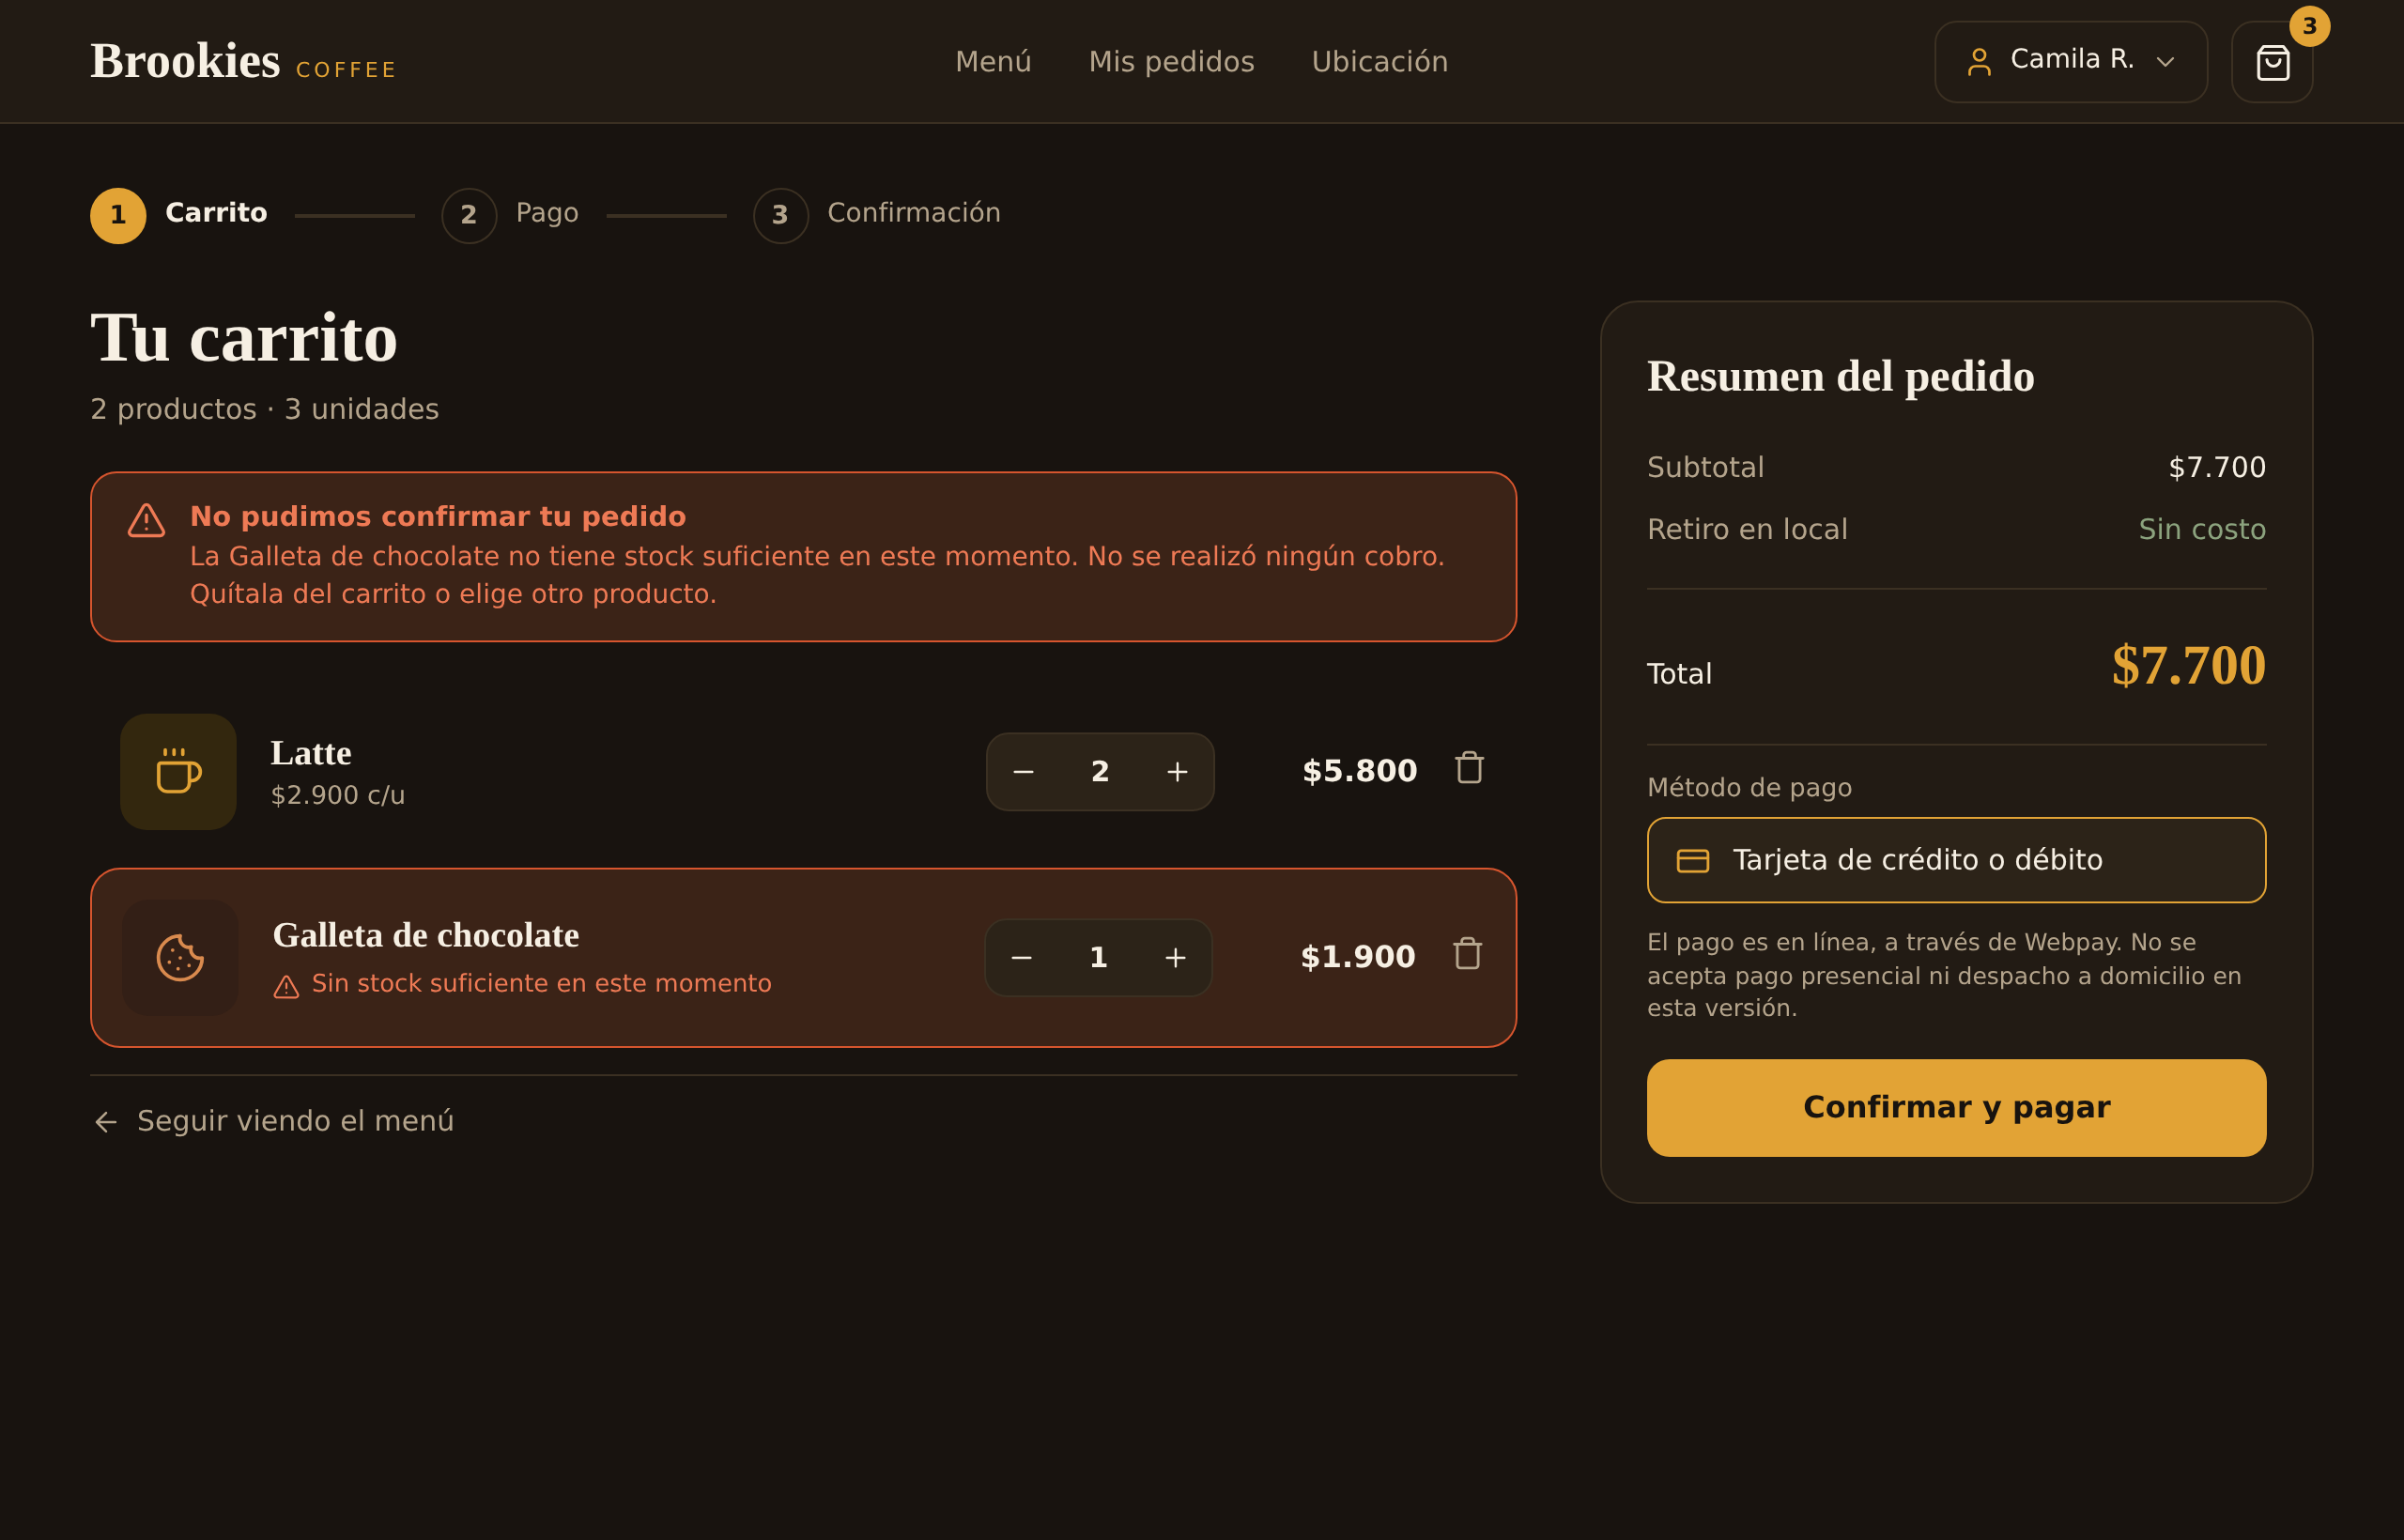 Brookies COFFEE
Menú
Mis pedidos
Ubicación
Camila R.
3
1 Carrito
2 Pago
3 Confirmación
Tu carrito
2 productos · 3 unidades
No pudimos confirmar tu pedido
La Galleta de chocolate no tiene stock suficiente en este momento. No se realizó ningún cobro.
Quítala del carrito o elige otro producto.
Latte
$2.900 c/u
− 2 +
$5.800
Galleta de chocolate
Sin stock suficiente en este momento
− 1 +
$1.900
← Seguir viendo el menú
Resumen del pedido
Subtotal $7.700
Retiro en local Sin costo
Total $7.700
Método de pago
Tarjeta de crédito o débito
El pago es en línea, a través de Webpay. No se
acepta pago presencial ni despacho a domicilio en
esta versión.
Confirmar y pagar